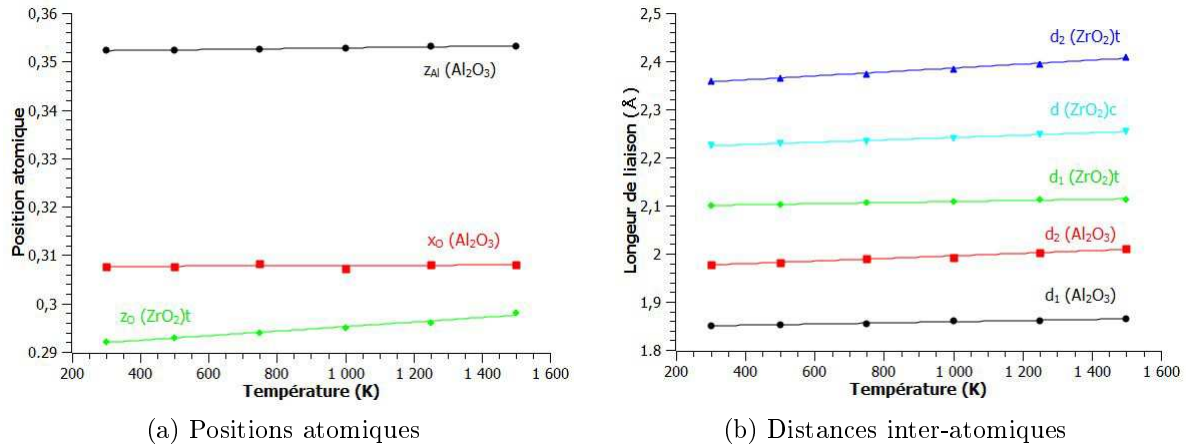 0,36
0,35
0,34
0,33
0,32
0,31
0,3
0.29
Position atomique
z_Al (Al₂O₃)
x_O (Al₂O₃)
z_O (ZrO₂)t
200 400 600 800 1 000 1 200 1 400 1 600
Température (K)
(a) Positions atomiques
2,5
2,4
2,3
2,2
2,1
2
1,9
1.8
Longeur de liaison (Å)
d₂ (ZrO₂)t
d (ZrO₂)c
d₁ (ZrO₂)t
d₂ (Al₂O₃)
d₁ (Al₂O₃)
200 400 600 800 1 000 1 200 1 400 1 600
Température (K)
(b) Distances inter-atomiques